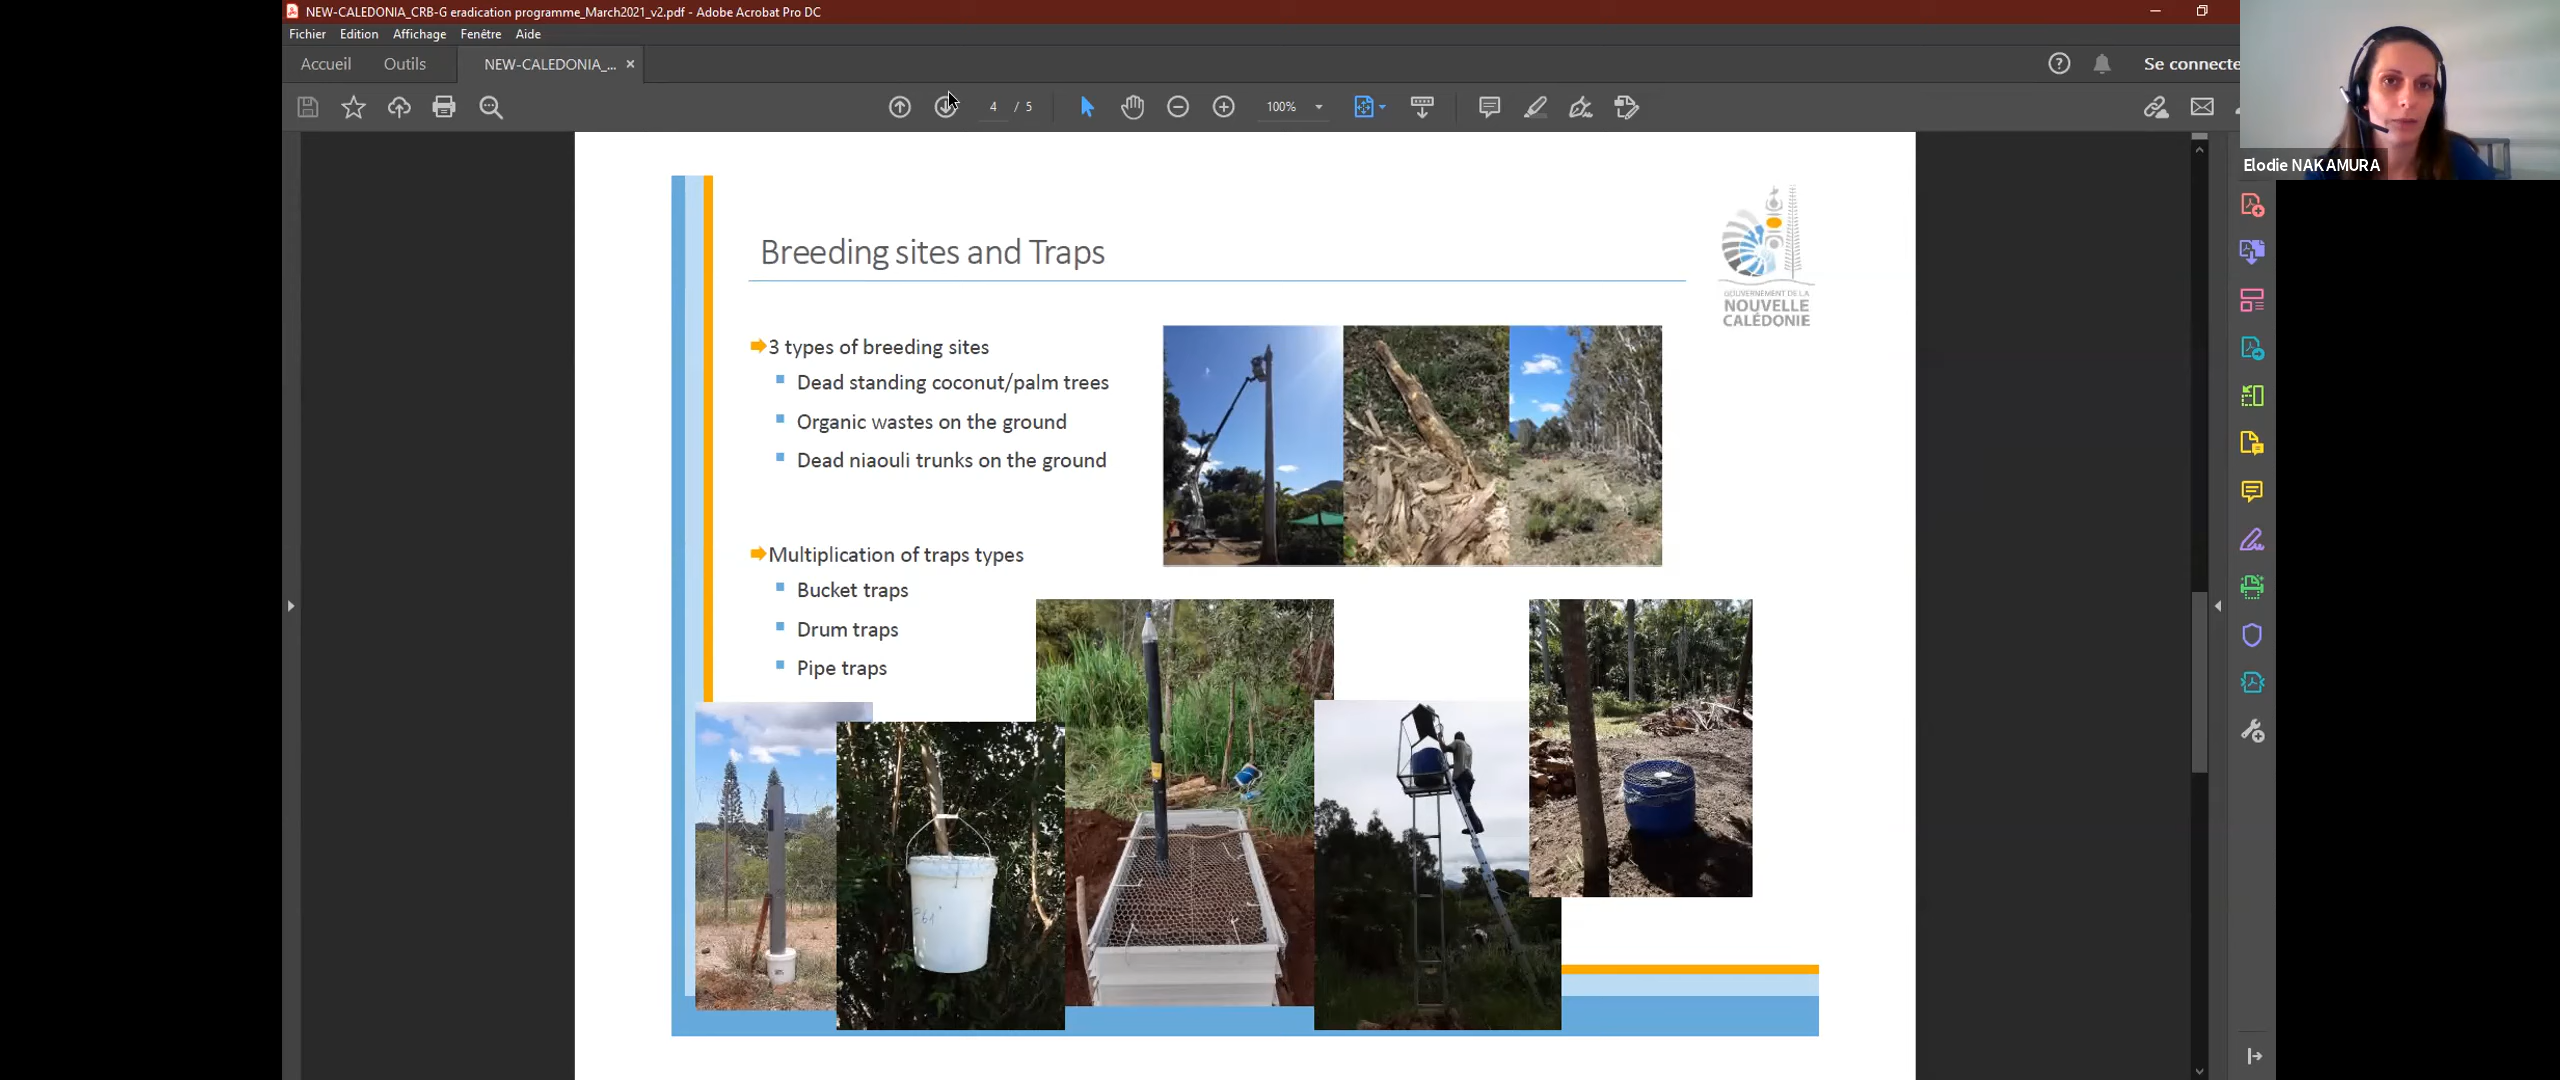 NEW-CALEDONIA_CRB-G eradication programme_March2021_v2.pdf - Adobe Acrobat Pro DC
Fichier Edition Affichage Fenêtre Aide
Accueil Outils NEW-CALEDONIA_... × Se connecte
4 / 5 100%
Elodie NAKAMURA
Breeding sites and Traps
GOUVERNEMENT DE LA
NOUVELLE
CALÉDONIE
3 types of breeding sites
Dead standing coconut/palm trees
Organic wastes on the ground
Dead niaouli trunks on the ground
Multiplication of traps types
Bucket traps
Drum traps
Pipe traps